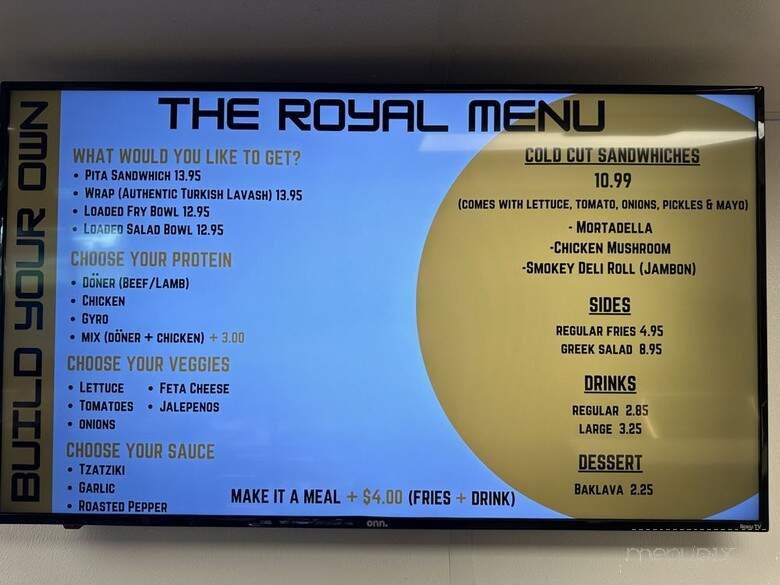 THE ROYAL MENU
BUILD YOUR OWN
WHAT WOULD YOU LIKE TO GET?
• PITA SANDWHICH 13.95
• WRAP (AUTHENTIC TURKISH LAVASH) 13.95
• LOADED FRY BOWL 12.95
• LOADED SALAD BOWL 12.95
CHOOSE YOUR PROTEIN
• DÖNER (BEEF/LAMB)
• CHICKEN
• GYRO
• MIX (DÖNER + CHICKEN) + 3.00
CHOOSE YOUR VEGGIES
• LETTUCE • FETA CHEESE
• TOMATOES • JALEPENOS
• ONIONS
CHOOSE YOUR SAUCE
• TZATZIKI
• GARLIC
• ROASTED PEPPER
MAKE IT A MEAL + $4.00 (FRIES + DRINK)
COLD CUT SANDWHICHES
10.99
(COMES WITH LETTUCE, TOMATO, ONIONS, PICKLES & MAYO)
- MORTADELLA
-CHICKEN MUSHROOM
-SMOKEY DELI ROLL (JAMBON)
SIDES
REGULAR FRIES 4.95
GREEK SALAD 8.95
DRINKS
REGULAR 2.85
LARGE 3.25
DESSERT
BAKLAVA 2.25
onn.
Roku TV
menupix